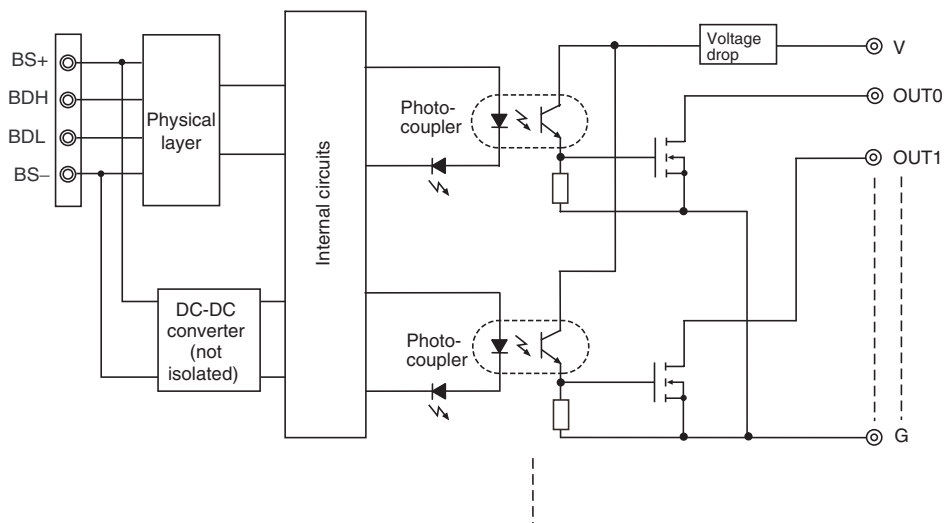 BS+
BDH
BDL
BS–
Physical
layer
DC-DC
converter
(not
isolated)
Internal circuits
Photo-
coupler
Photo-
coupler
Voltage
drop
V
OUT0
OUT1
G